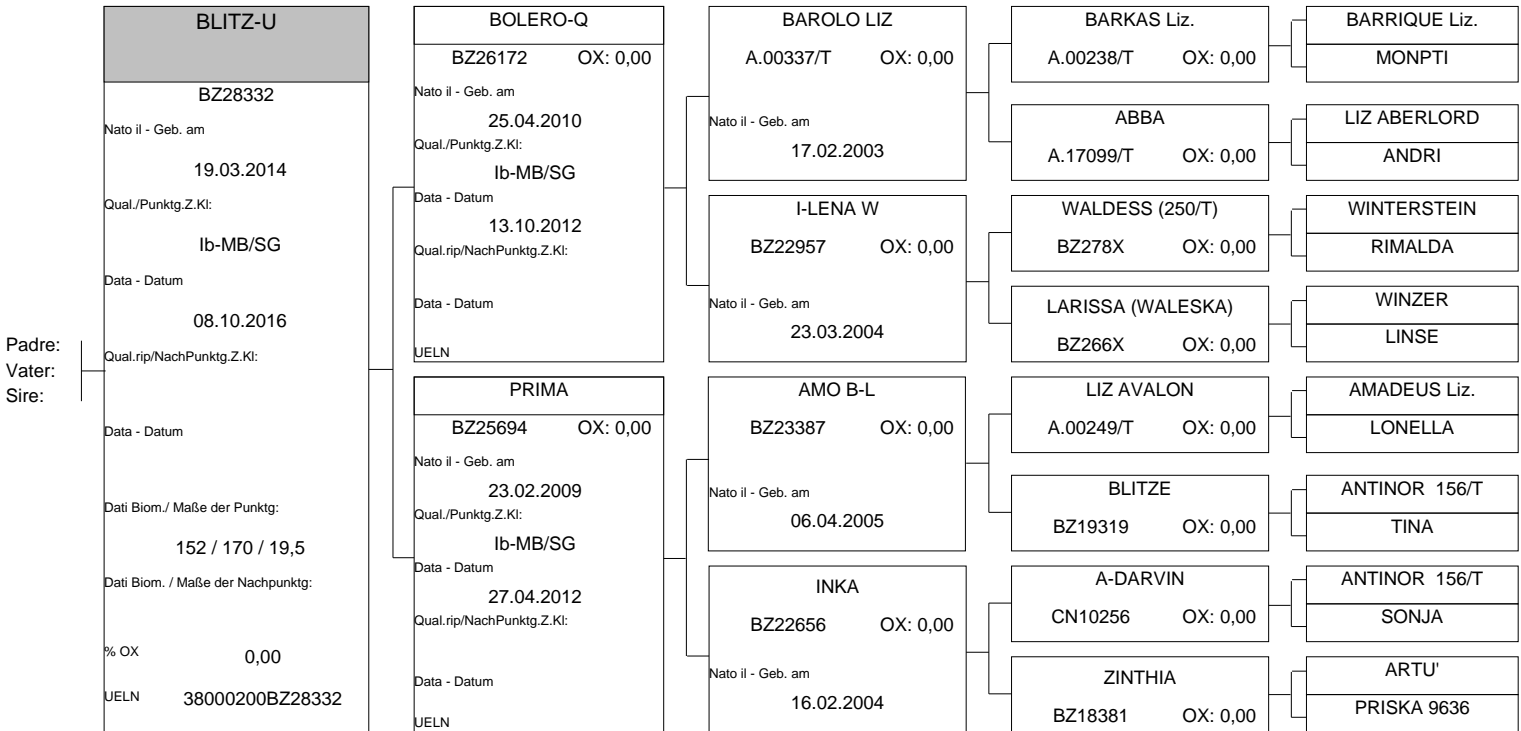 Padre:
Vater:
Sire:
BLITZ-U
BZ28332
Nato il - Geb. am
19.03.2014
Qual./Punktg.Z.Kl:
Ib-MB/SG
Data - Datum
08.10.2016
Qual.rip/NachPunktg.Z.Kl:
Data - Datum
Dati Biom./ Maße der Punktg:
152 / 170 / 19,5
Dati Biom. / Maße der Nachpunktg:
% OX 0,00
UELN 38000200BZ28332
BOLERO-Q
BZ26172 OX: 0,00
Nato il - Geb. am
25.04.2010
Qual./Punktg.Z.Kl:
Ib-MB/SG
Data - Datum
13.10.2012
Qual.rip/NachPunktg.Z.Kl:
Data - Datum
UELN
PRIMA
BZ25694 OX: 0,00
Nato il - Geb. am
23.02.2009
Qual./Punktg.Z.Kl:
Ib-MB/SG
Data - Datum
27.04.2012
Qual.rip/NachPunktg.Z.Kl:
Data - Datum
UELN
BAROLO LIZ
A.00337/T OX: 0,00
Nato il - Geb. am
17.02.2003
I-LENA W
BZ22957 OX: 0,00
Nato il - Geb. am
23.03.2004
AMO B-L
BZ23387 OX: 0,00
Nato il - Geb. am
06.04.2005
INKA
BZ22656 OX: 0,00
Nato il - Geb. am
16.02.2004
BARKAS Liz.
A.00238/T OX: 0,00
ABBA
A.17099/T OX: 0,00
WALDESS (250/T)
BZ278X OX: 0,00
LARISSA (WALESKA)
BZ266X OX: 0,00
LIZ AVALON
A.00249/T OX: 0,00
BLITZE
BZ19319 OX: 0,00
A-DARVIN
CN10256 OX: 0,00
ZINTHIA
BZ18381 OX: 0,00
BARRIQUE Liz.
MONPTI
LIZ ABERLORD
ANDRI
WINTERSTEIN
RIMALDA
WINZER
LINSE
AMADEUS Liz.
LONELLA
ANTINOR 156/T
TINA
ANTINOR 156/T
SONJA
ARTU'
PRISKA 9636